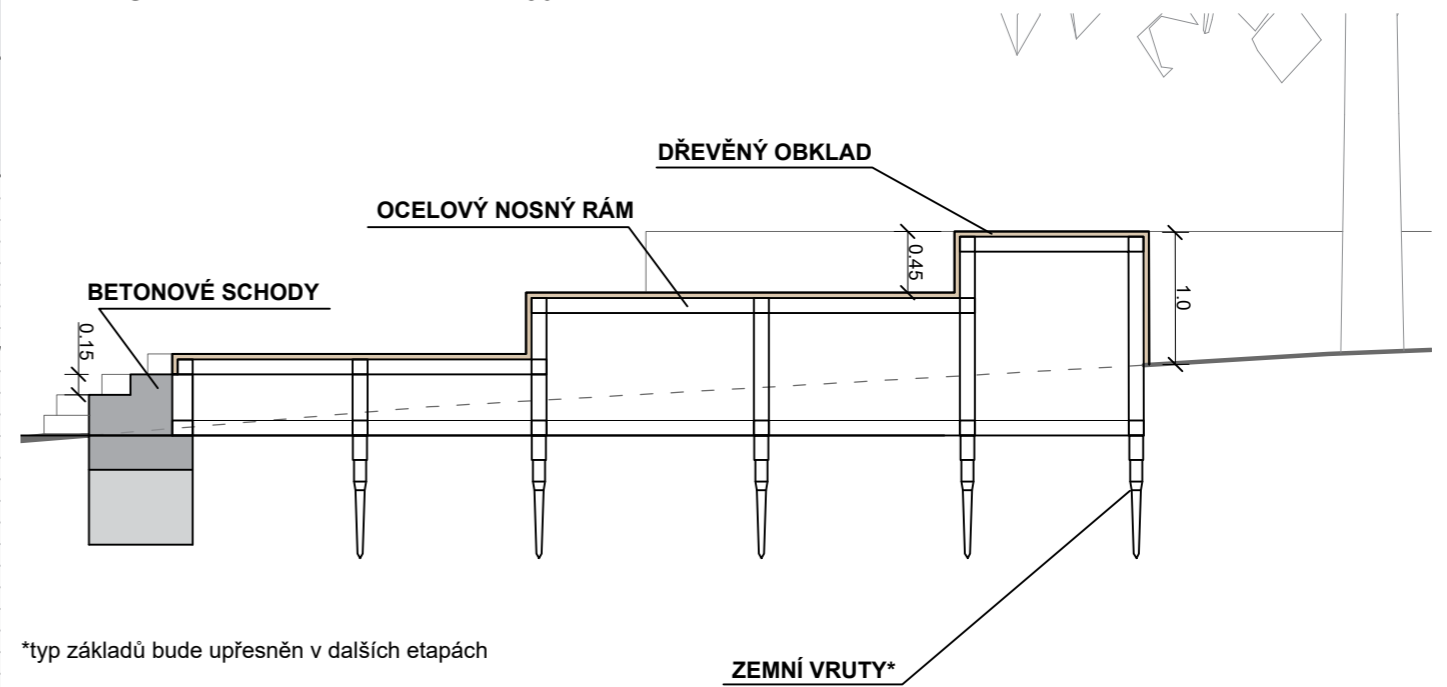 DŘEVĚNÝ OBKLAD
OCELOVÝ NOSNÝ RÁM
BETONOVÉ SCHODY
0.45
1.0
0.15
*typ základů bude upřesněn v dalších etapách
ZEMNÍ VRUTY*